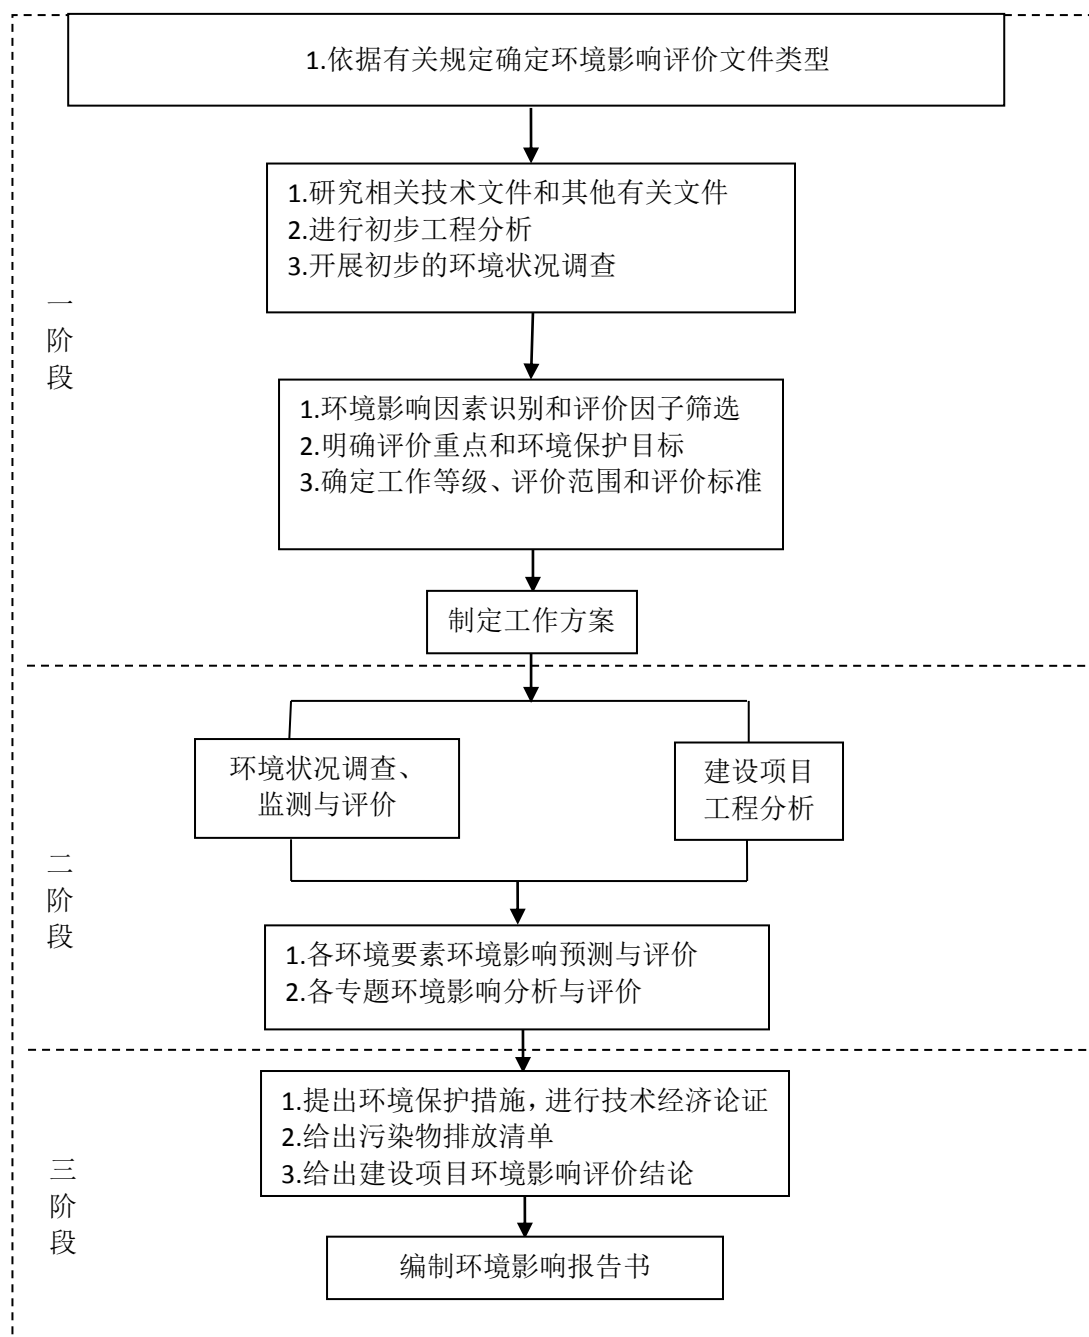 1.依据有关规定确定环境影响评价文件类型
1.研究相关技术文件和其他有关文件
2.进行初步工程分析
3.开展初步的环境状况调查
一
阶
段
1.环境影响因素识别和评价因子筛选
2.明确评价重点和环境保护目标
3.确定工作等级、评价范围和评价标准
制定工作方案
环境状况调查、
监测与评价
建设项目
工程分析
二
阶
段
1.各环境要素环境影响预测与评价
2.各专题环境影响分析与评价
1.提出环境保护措施,进行技术经济论证
2.给出污染物排放清单
3.给出建设项目环境影响评价结论
三
阶
段
编制环境影响报告书